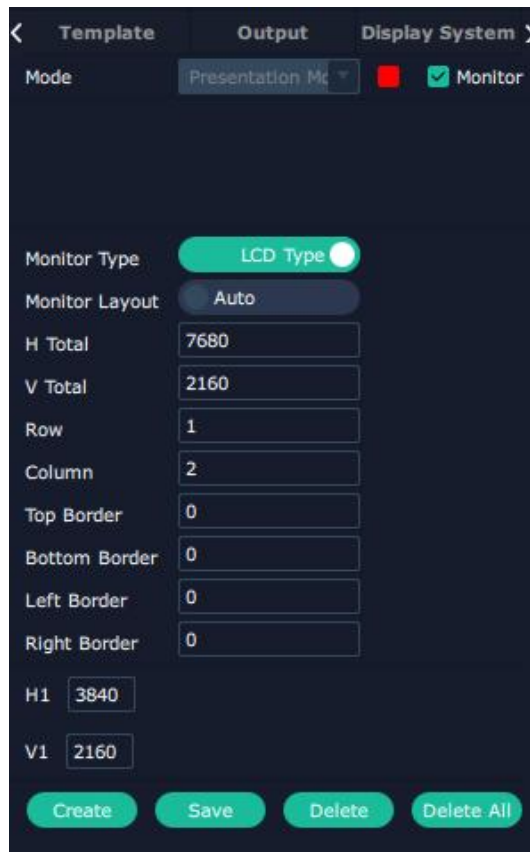 Template Output Display System
Mode Presentation Mo Monitor
Monitor Type LCD Type
Monitor Layout Auto
H Total 7680
V Total 2160
Row 1
Column 2
Top Border 0
Bottom Border 0
Left Border 0
Right Border 0
H1 3840
V1 2160
Create Save Delete Delete All